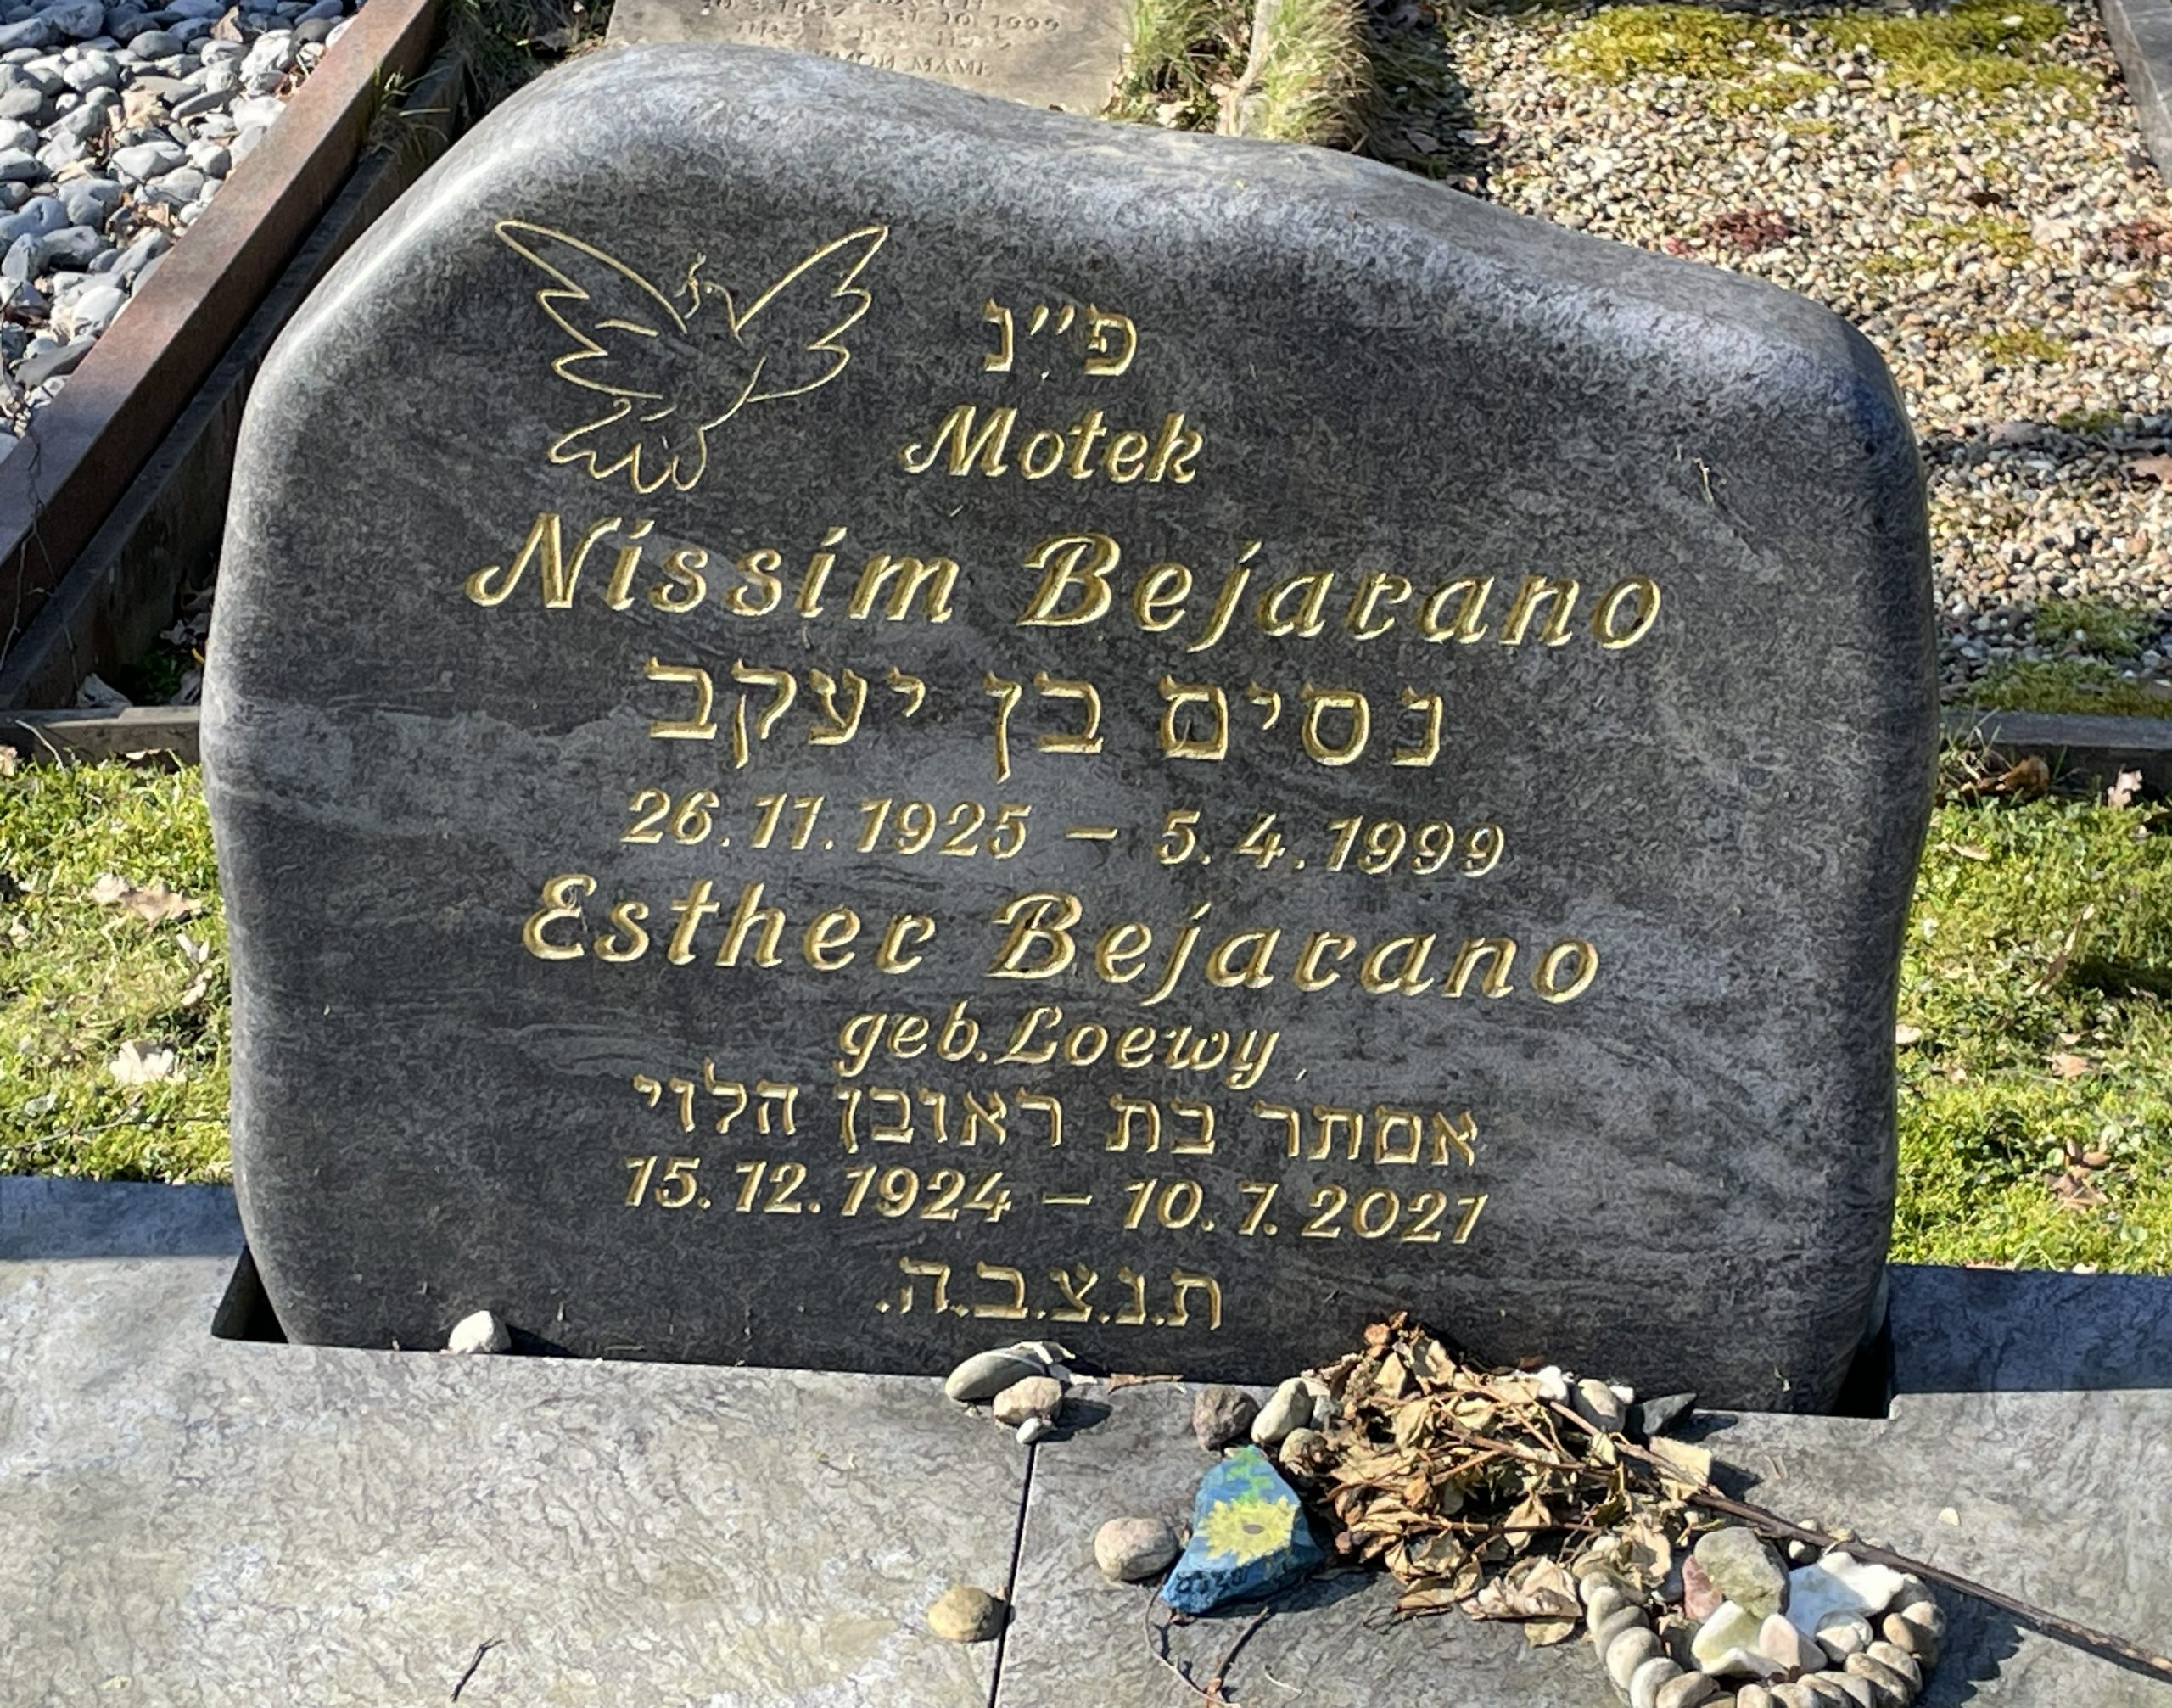 פ״נ
Motek
Nissim Bejarano
נסים בן יעקב
26.11.1925 – 5.4.1999
Esther Bejarano
geb. Loewy
אסתר בת ראובן הלוי
15.12.1924 – 10.7.2021
ת.נ.צ.ב.ה.